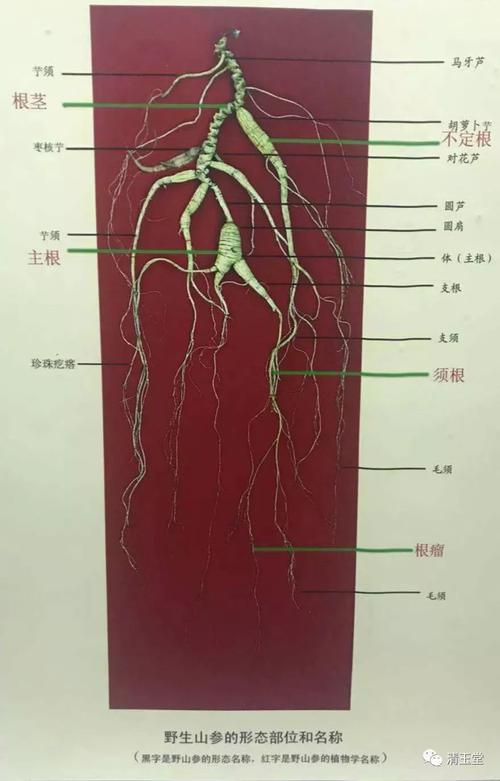 马牙芦
艼须
根茎
胡萝卜艼
不定根
枣核艼
对花芦
圆芦
圆肩
艼须
主根
体（主根）
支根
支须
珍珠疙瘩
须根
毛须
根瘤
毛须
野生山参的形态部位和名称
（黑字是野山参的形态名称，红字是野山参的植物学名称）
清玉堂